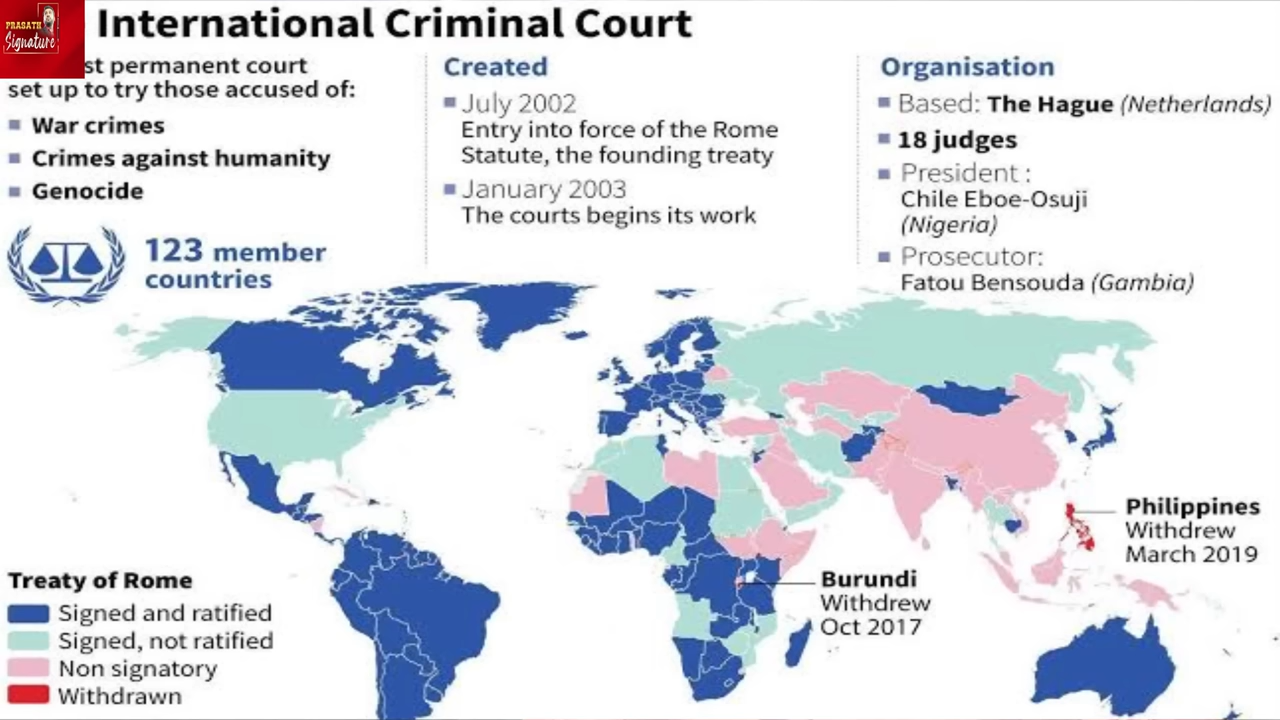 PRASATH
Signature
International Criminal Court
st permanent court
set up to try those accused of:
War crimes
Crimes against humanity
Genocide
123 member
countries
Created
July 2002
Entry into force of the Rome
Statute, the founding treaty
January 2003
The courts begins its work
Organisation
Based: The Hague (Netherlands)
18 judges
President :
Chile Eboe-Osuji
(Nigeria)
Prosecutor:
Fatou Bensouda (Gambia)
Philippines
Withdrew
March 2019
Burundi
Withdrew
Oct 2017
Treaty of Rome
Signed and ratified
Signed, not ratified
Non signatory
Withdrawn